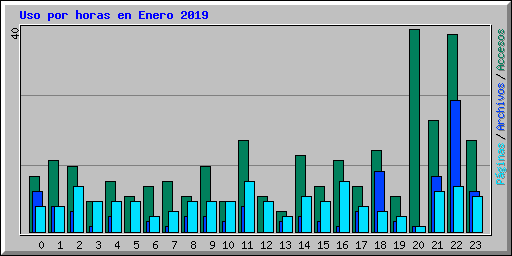 Uso por horas en Enero 2019
40
Páginas / Archivos / Accesos
0 1 2 3 4 5 6 7 8 9 10 11 12 13 14 15 16 17 18 19 20 21 22 23